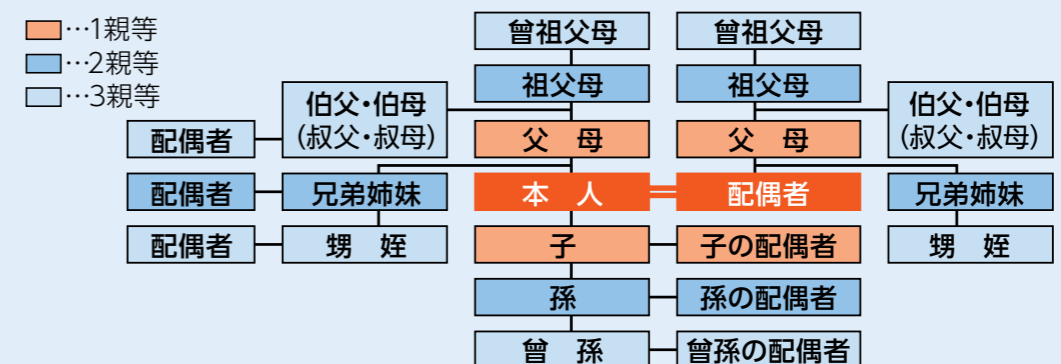 …1親等
…2親等
…3親等
曾祖父母 曾祖父母
祖父母 祖父母
伯父・伯母 伯父・伯母
(叔父・叔母) (叔父・叔母)
配偶者 父 母 父 母
配偶者 兄弟姉妹 本 人 配偶者 兄弟姉妹
配偶者 甥 姪 子 子の配偶者 甥 姪
孫 孫の配偶者
曾 孫 曾孫の配偶者